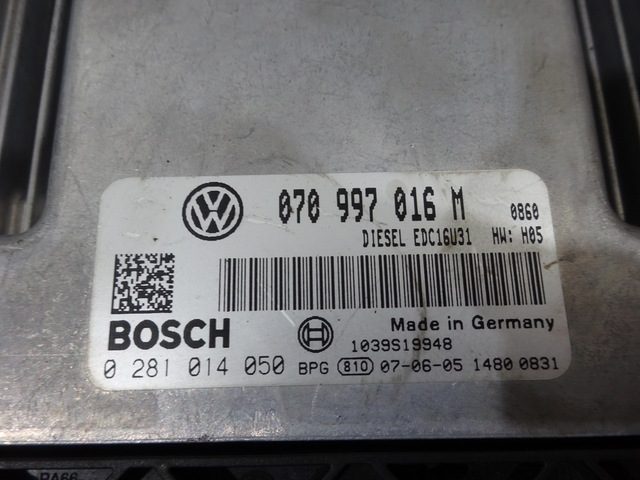 070 997 016 M 0860
DIESEL EDC16U31 HW: H05
BOSCH
Made in Germany
1039S19948
0 281 014 050 BPG 810 07-06-05 1480 0831